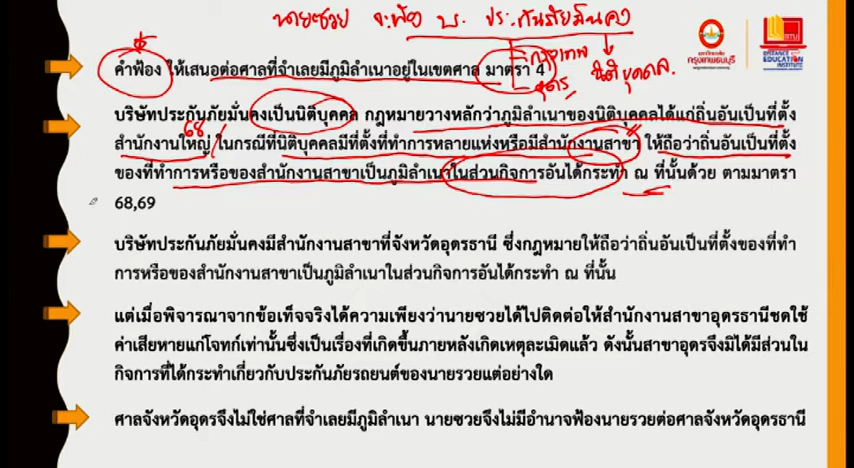 นายซวย จะฟ้อง บ. ประกันภัยมั่นคง
กรุงเทพ
นิติบุคคล.
อุดร
คำฟ้อง ให้เสนอต่อศาลที่จำเลยมีภูมิลำเนาอยู่ในเขตศาล มาตรา 4
มหาวิทยาลัย
กรุงเทพธนบุรี
DISTANCE
EDUCATION
INSTITUTE
บริษัทประกันภัยมั่นคงเป็นนิติบุคคล กฎหมายวางหลักว่าภูมิลำเนาของนิติบุคคลได้แก่ถิ่นอันเป็นที่ตั้ง
68
สำนักงานใหญ่ ในกรณีที่นิติบุคคลมีที่ตั้งที่ทำการหลายแห่งหรือมีสำนักงานสาขา ให้ถือว่าถิ่นอันเป็นที่ตั้ง
ของที่ทำการหรือของสำนักงานสาขาเป็นภูมิลำเนาในส่วนกิจการอันได้กระทำ ณ ที่นั้นด้วย ตามมาตรา
68,69
บริษัทประกันภัยมั่นคงมีสำนักงานสาขาที่จังหวัดอุดรธานี ซึ่งกฎหมายให้ถือว่าถิ่นอันเป็นที่ตั้งของที่ทำ
การหรือของสำนักงานสาขาเป็นภูมิลำเนาในส่วนกิจการอันได้กระทำ ณ ที่นั้น
แต่เมื่อพิจารณาจากข้อเท็จจริงได้ความเพียงว่านายซวยได้ไปติดต่อให้สำนักงานสาขาอุดรธานีชดใช้
ค่าเสียหายแก่โจทก์เท่านั้นซึ่งเป็นเรื่องที่เกิดขึ้นภายหลังเกิดเหตุละเมิดแล้ว ดังนั้นสาขาอุดรจึงมิได้มีส่วนใน
กิจการที่ได้กระทำเกี่ยวกับประกันภัยรถยนต์ของนายรวยแต่อย่างใด
ศาลจังหวัดอุดรจึงไม่ใช่ศาลที่จำเลยมีภูมิลำเนา นายซวยจึงไม่มีอำนาจฟ้องนายรวยต่อศาลจังหวัดอุดรธานี